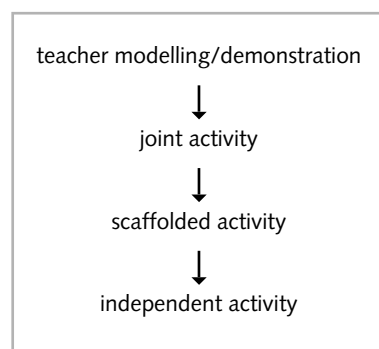 teacher modelling/demonstration
joint activity
scaffolded activity
independent activity